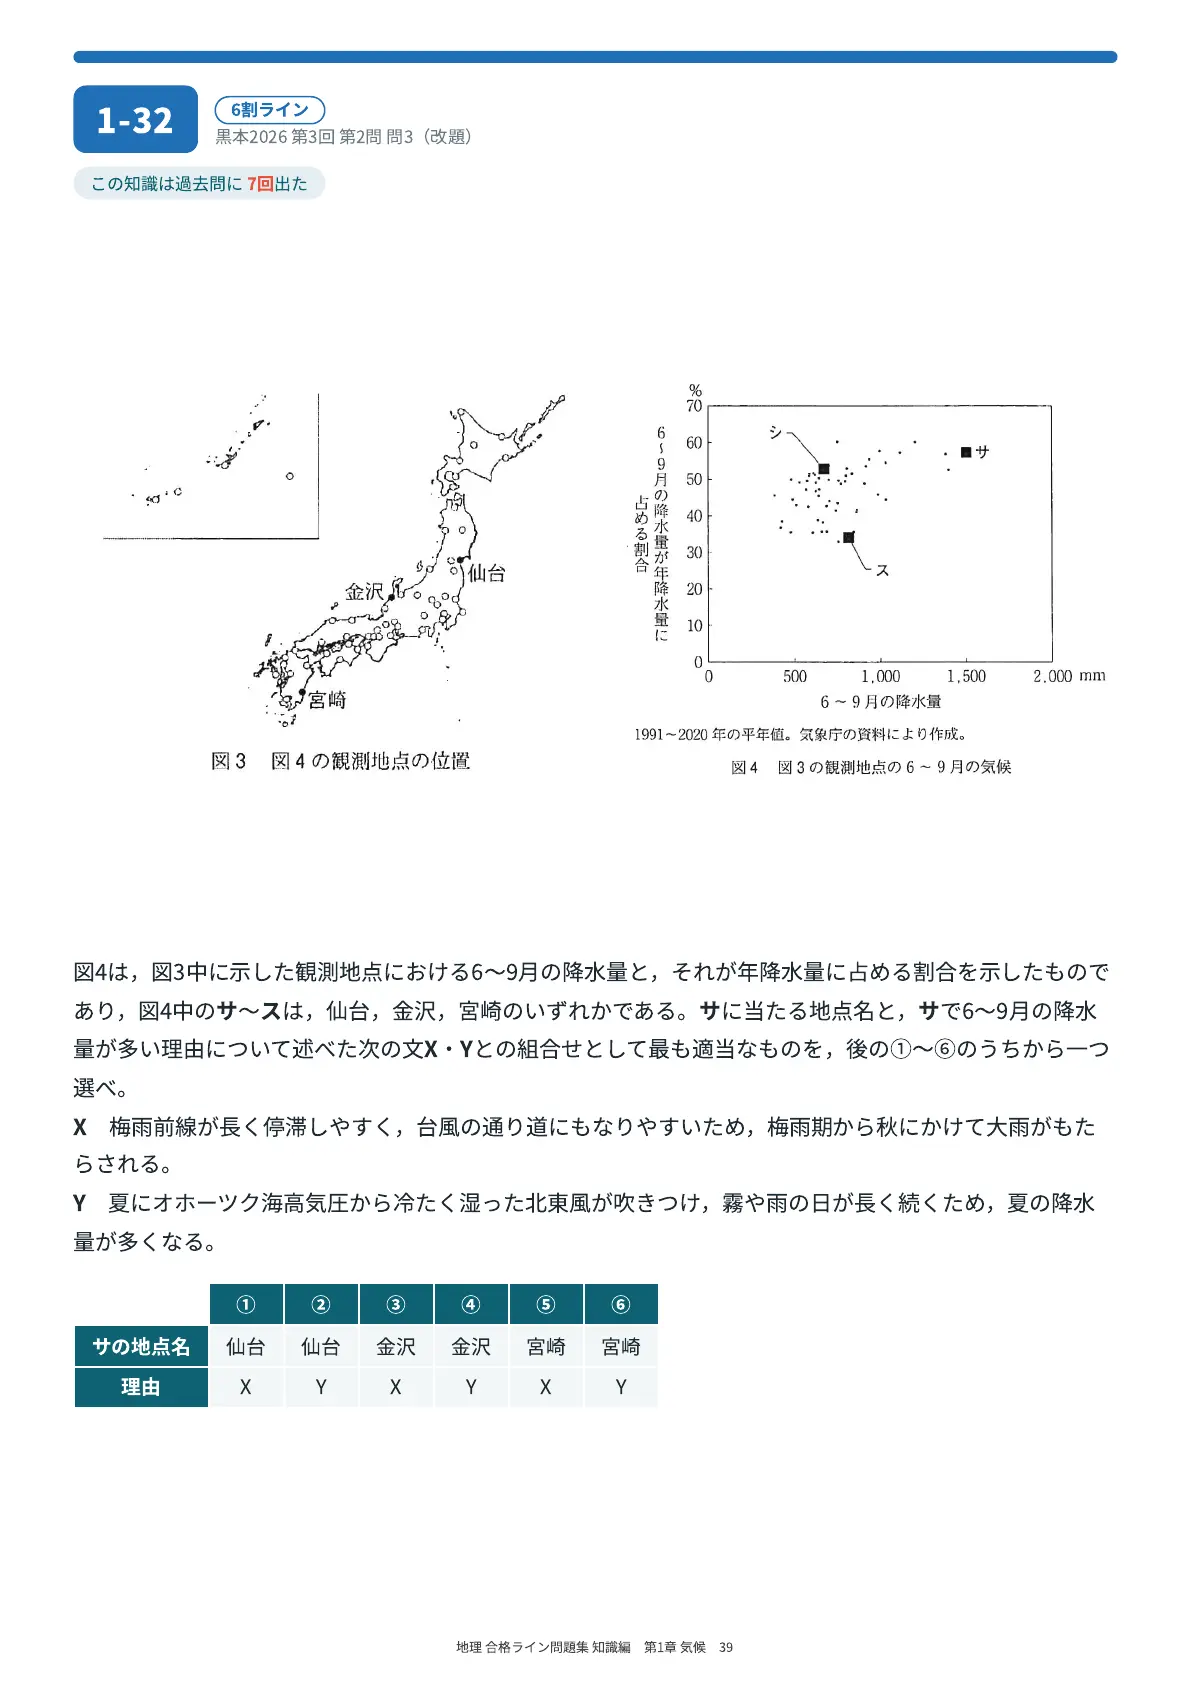 1-32
6割ライン
黒本2026 第3回 第2問 問3（改題）
この知識は過去問に 7回出た
金沢
仙台
宮崎
図3　図4の観測地点の位置
%
70
60
50
40
30
20
10
0
6～9月の降水量が年降水量に
占める割合
シ
サ
ス
0 500 1,000 1,500 2,000 mm
6～9月の降水量
1991～2020年の平年値。気象庁の資料により作成。
図4　図3の観測地点の6～9月の気候
図4は，図3中に示した観測地点における6～9月の降水量と，それが年降水量に占める割合を示したもので
あり，図4中のサ～スは，仙台，金沢，宮崎のいずれかである。サに当たる地点名と，サで6～9月の降水
量が多い理由について述べた次の文X・Yとの組合せとして最も適当なものを，後の①～⑥のうちから一つ
選べ。
X　梅雨前線が長く停滞しやすく，台風の通り道にもなりやすいため，梅雨期から秋にかけて大雨がもた
らされる。
Y　夏にオホーツク海高気圧から冷たく湿った北東風が吹きつけ，霧や雨の日が長く続くため，夏の降水
量が多くなる。
① ② ③ ④ ⑤ ⑥
サの地点名 仙台 仙台 金沢 金沢 宮崎 宮崎
理由 X Y X Y X Y
地理 合格ライン問題集 知識編　第1章 気候　39